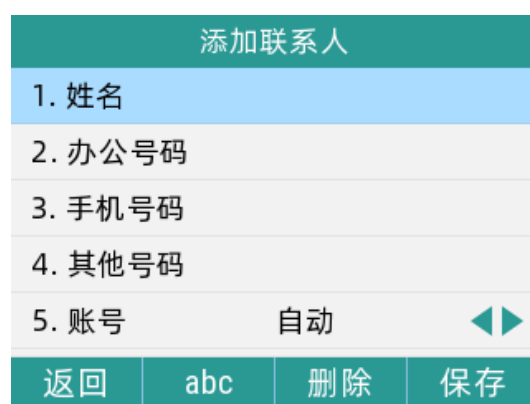 添加联系人
1. 姓名
2. 办公号码
3. 手机号码
4. 其他号码
5. 账号 自动
返回 abc 删除 保存